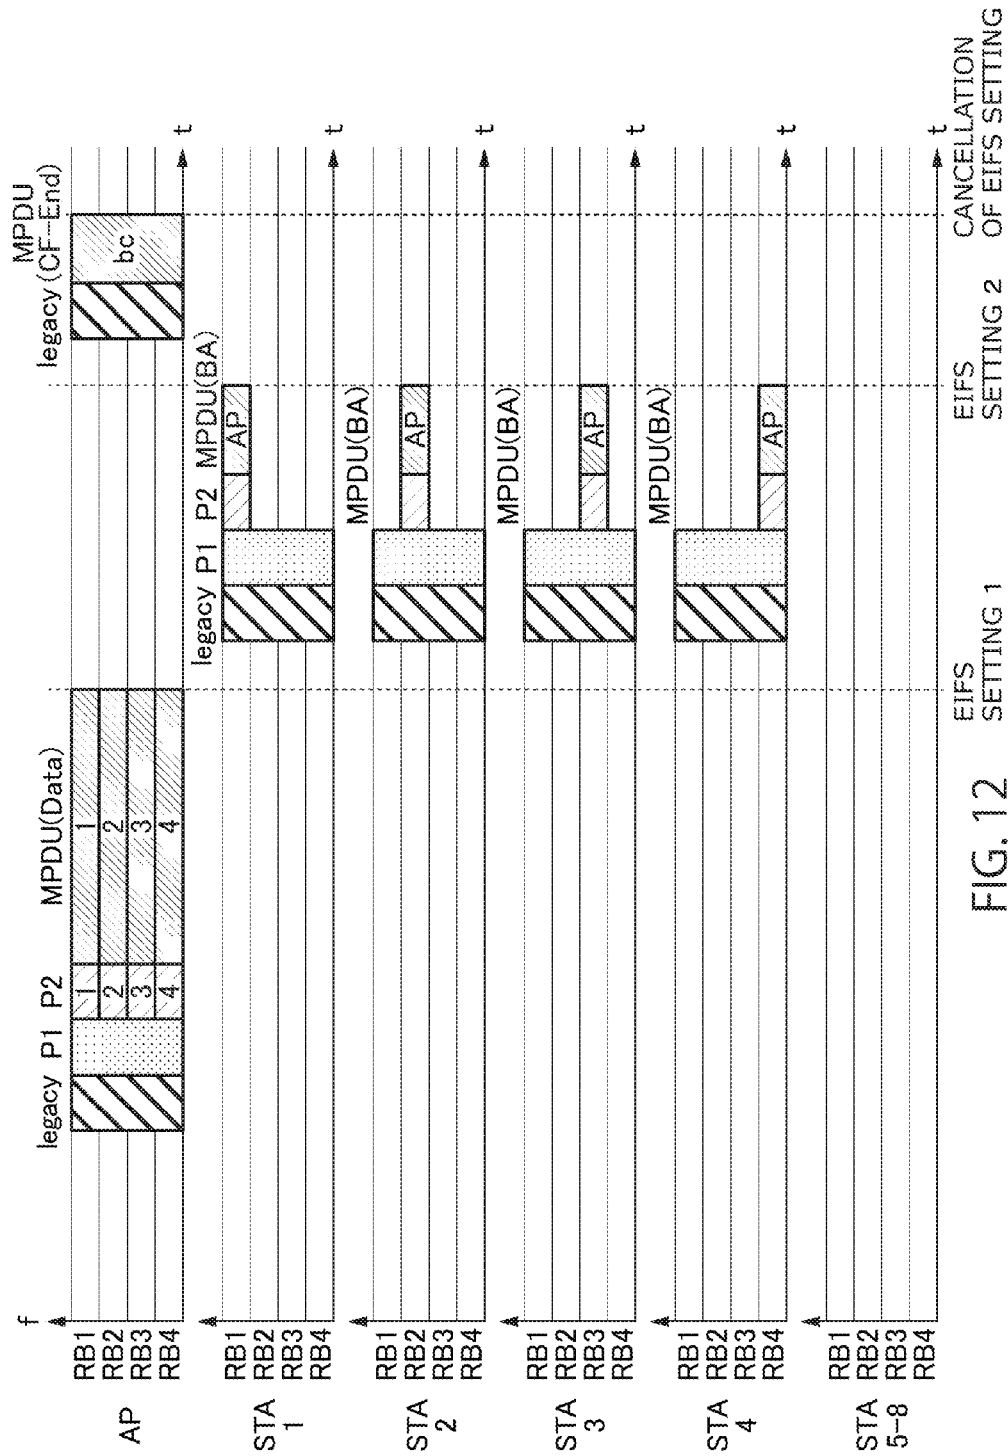 f
RB1
RB2
RB3
RB4
AP
legacy P1 P2 MPDU(Data)
1
2
3
4
1
2
3
4
MPDU
legacy (CF-End)
bc
t
RB1
RB2
RB3
RB4
STA
1
legacy P1 P2 MPDU(BA)
AP
t
RB1
RB2
RB3
RB4
STA
2
MPDU(BA)
AP
t
RB1
RB2
RB3
RB4
STA
3
MPDU(BA)
AP
t
RB1
RB2
RB3
RB4
STA
4
MPDU(BA)
AP
t
RB1
RB2
RB3
RB4
STA
5-8
t
EIFS
SETTING 1
EIFS
SETTING 2
CANCELLATION
OF EIFS SETTING
FIG. 12